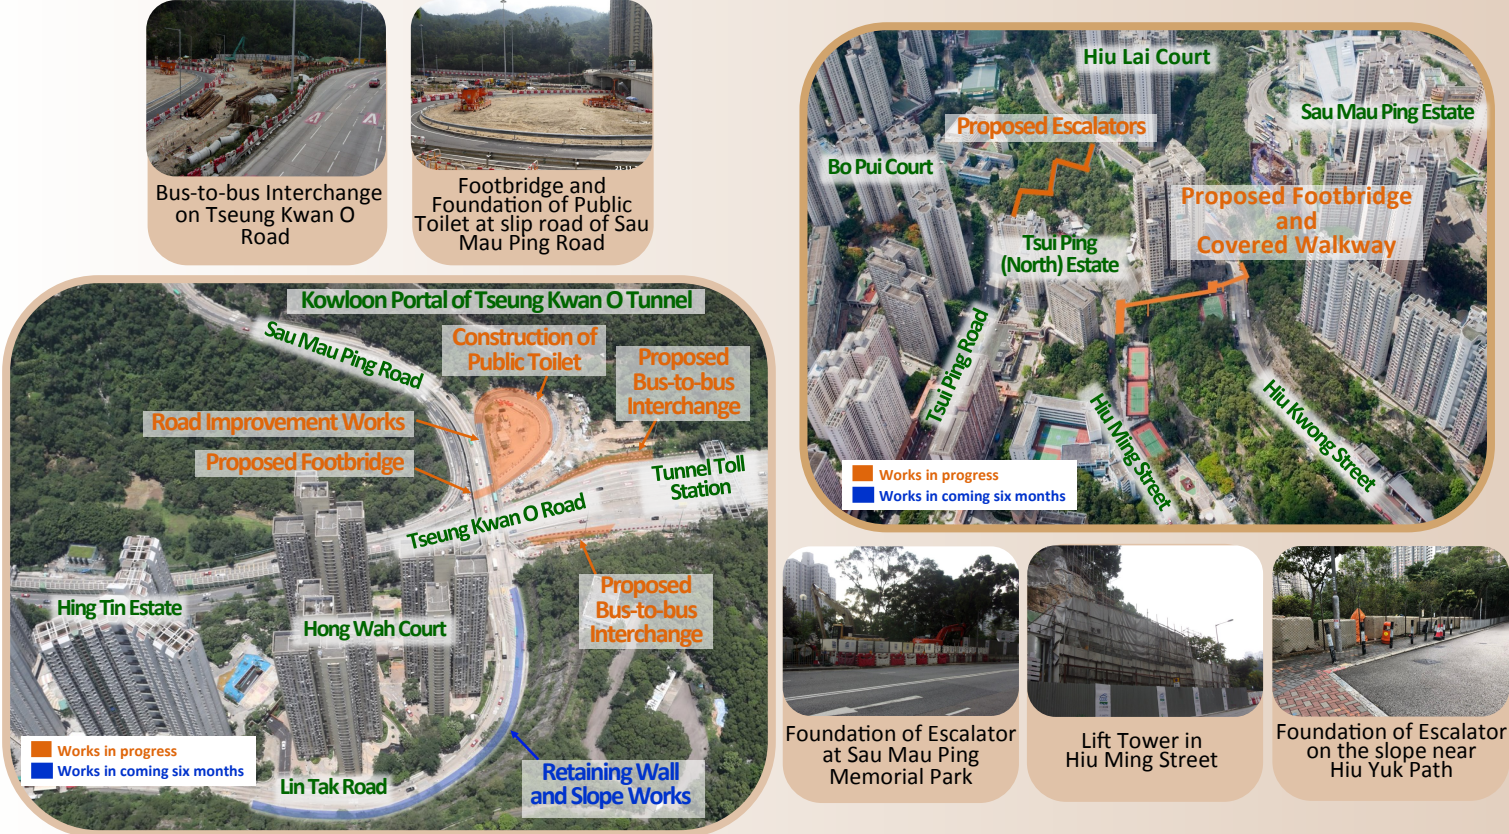 Bus-to-bus Interchange
on Tseung Kwan O
Road
Footbridge and
Foundation of Public
Toilet at slip road of Sau
Mau Ping Road
Kowloon Portal of Tseung Kwan O Tunnel
Sau Mau Ping Road
Construction of
Public Toilet
Proposed
Bus-to-bus
Interchange
Road Improvement Works
Proposed Footbridge
Tunnel Toll
Station
Tseung Kwan O Road
Proposed
Bus-to-bus
Interchange
Hing Tin Estate
Hong Wah Court
Works in progress
Works in coming six months
Lin Tak Road
Retaining Wall
and Slope Works
Hiu Lai Court
Sau Mau Ping Estate
Proposed Escalators
Bo Pui Court
Proposed Footbridge
and
Covered Walkway
Tsui Ping
(North) Estate
Tsui Ping Road
Hiu Ming Street
Hiu Kwong Street
Works in progress
Works in coming six months
Foundation of Escalator
at Sau Mau Ping
Memorial Park
Lift Tower in
Hiu Ming Street
Foundation of Escalator
on the slope near
Hiu Yuk Path